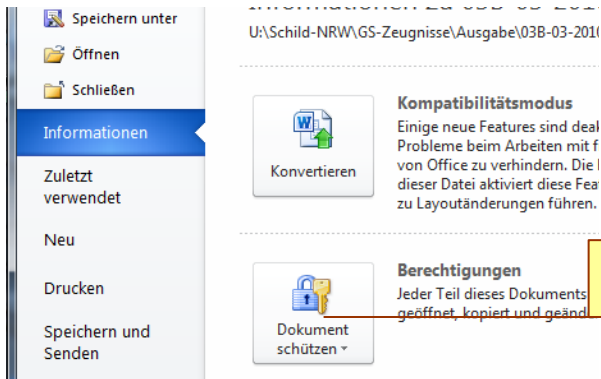 Speichern unter
Öffnen
Schließen
Informationen
Zuletzt
verwendet
Neu
Drucken
Speichern und
Senden
U:\Schild-NRW\GS-Zeugnisse\Ausgabe\03B-03-201
Konvertieren
Kompatibilitätsmodus
Einige neue Features sind deak
Probleme beim Arbeiten mit f
von Office zu verhindern. Die
dieser Datei aktiviert diese Fea
zu Layoutänderungen führen.
Dokument
schützen
Berechtigungen
Jeder Teil dieses Dokuments
geöffnet, kopiert und geänd